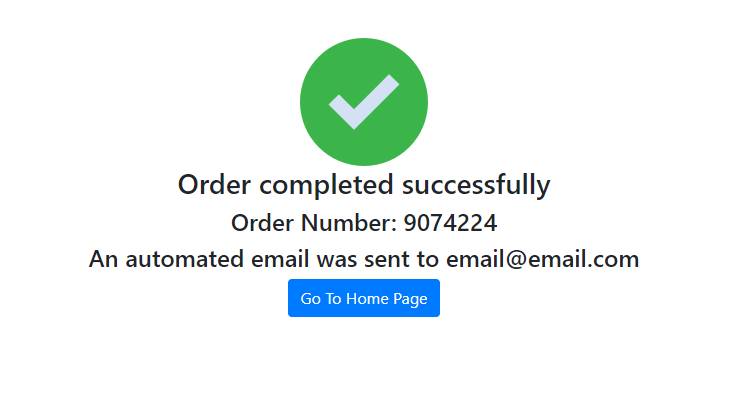 Order completed successfully
Order Number: 9074224
An automated email was sent to email@email.com
Go To Home Page